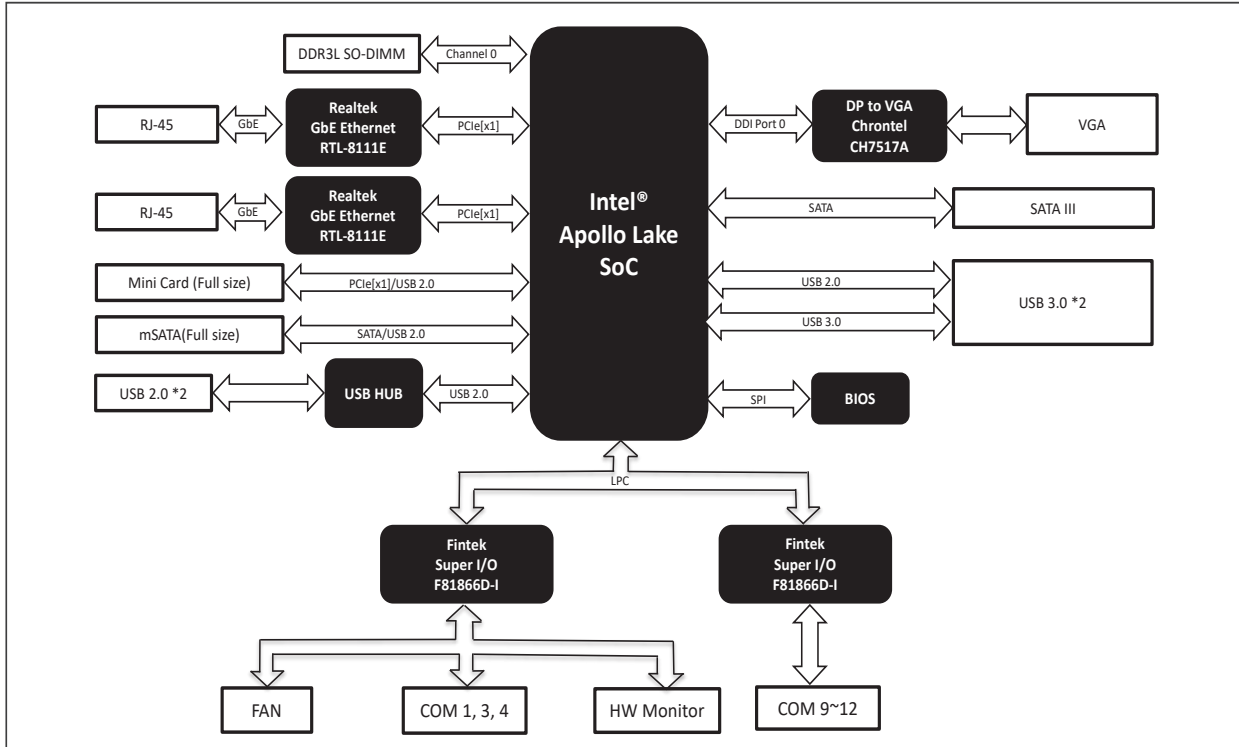 DDR3L SO-DIMM
Channel 0
RJ-45
GbE
Realtek
GbE Ethernet
RTL-8111E
PCIe[x1]
DDI Port 0
DP to VGA
Chrontel
CH7517A
VGA
RJ-45
GbE
Realtek
GbE Ethernet
RTL-8111E
PCIe[x1]
Intel®
Apollo Lake
SoC
SATA
SATA III
Mini Card (Full size)
PCIe[x1]/USB 2.0
USB 2.0
USB 3.0
USB 3.0 *2
mSATA(Full size)
SATA/USB 2.0
USB 2.0 *2
USB HUB
USB 2.0
SPI
BIOS
LPC
Fintek
Super I/O
F81866D-I
Fintek
Super I/O
F81866D-I
FAN
COM 1, 3, 4
HW Monitor
COM 9~12